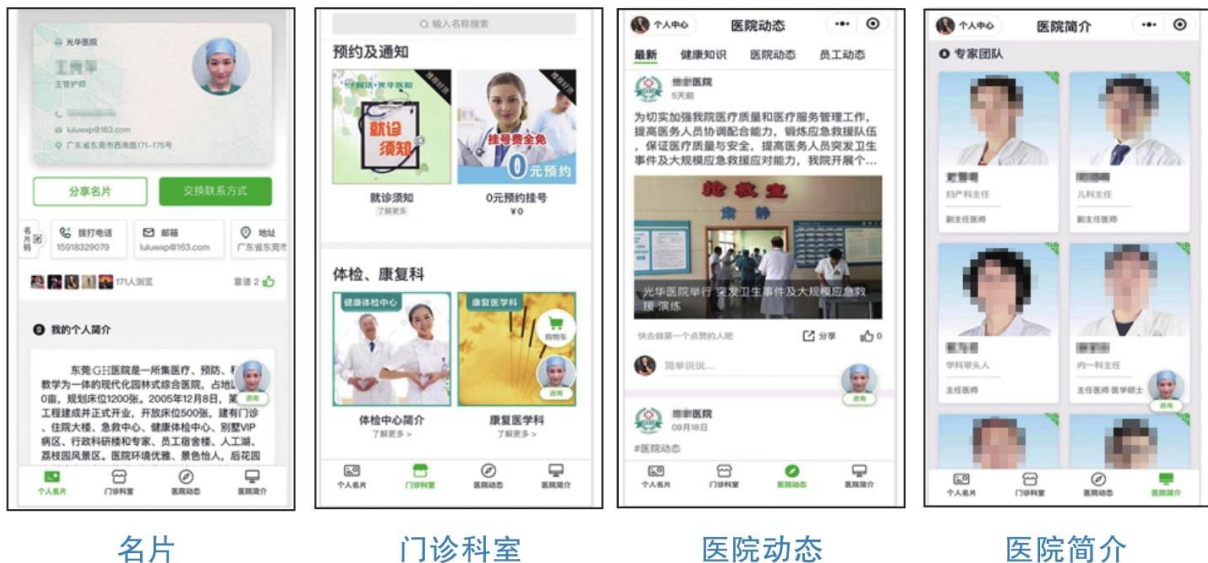 光华医院
主管护师
luluwxp@163.com
广东省东莞市西南路171-175号
分享名片
交换联系方式
名片码
拨打电话
15918329079
邮箱
luluwxp@163.com
地址
广东省东莞市
171人浏览
靠谱 2
我的个人简介
东莞GH医院是一所集医疗、预防、
教学为一体的现代化园林式综合医院，占地
0亩，规划床位1200张。2005年12月8日，第
工程建成并正式开业，开放床位500张，建有门诊
、住院大楼、急救中心、健康体检中心、别墅VIP
病区、行政科研楼和专家、员工宿舍楼、人工湖、
荔枝园风景区。医院环境优雅、景色怡人，后花园
咨询
个人名片
门诊科室
医院动态
医院简介
名片
输入名称搜索
预约及通知
光华医院
推荐好货
就诊须知
就诊须知
了解更多
推荐好货
挂号费全免
0元预约
0元预约挂号
¥0
体检、康复科
健康体检中心
体检中心简介
了解更多 >
康复医学科
康复医学科
了解更多 >
购物车
咨询
个人名片
门诊科室
医院动态
医院简介
门诊科室
个人中心
医院动态
最新
健康知识
医院动态
员工动态
医院
5天前
为切实加强我院医疗质量和医疗服务管理工作，
提高医务人员协调配合能力，锻炼应急救援队伍
，保证医疗质量与安全，提高医务人员突发卫生
事件及大规模应急救援应对能力，我院开展个...
抢救室
肃静
光华医院举行 突发卫生事件及大规模应急救
援 演练
快去做第一个点赞的人吧
分享
0
简单说说...
咨询
医院
09月18日
#医院动态
个人名片
门诊科室
医院动态
医院简介
医院动态
个人中心
医院简介
专家团队
妇产科主任
副主任医师
儿科主任
副主任医师
学科带头人
主任医师
内一科主任
主任医师 医学硕士
咨询
个人名片
门诊科室
医院动态
医院简介
医院简介